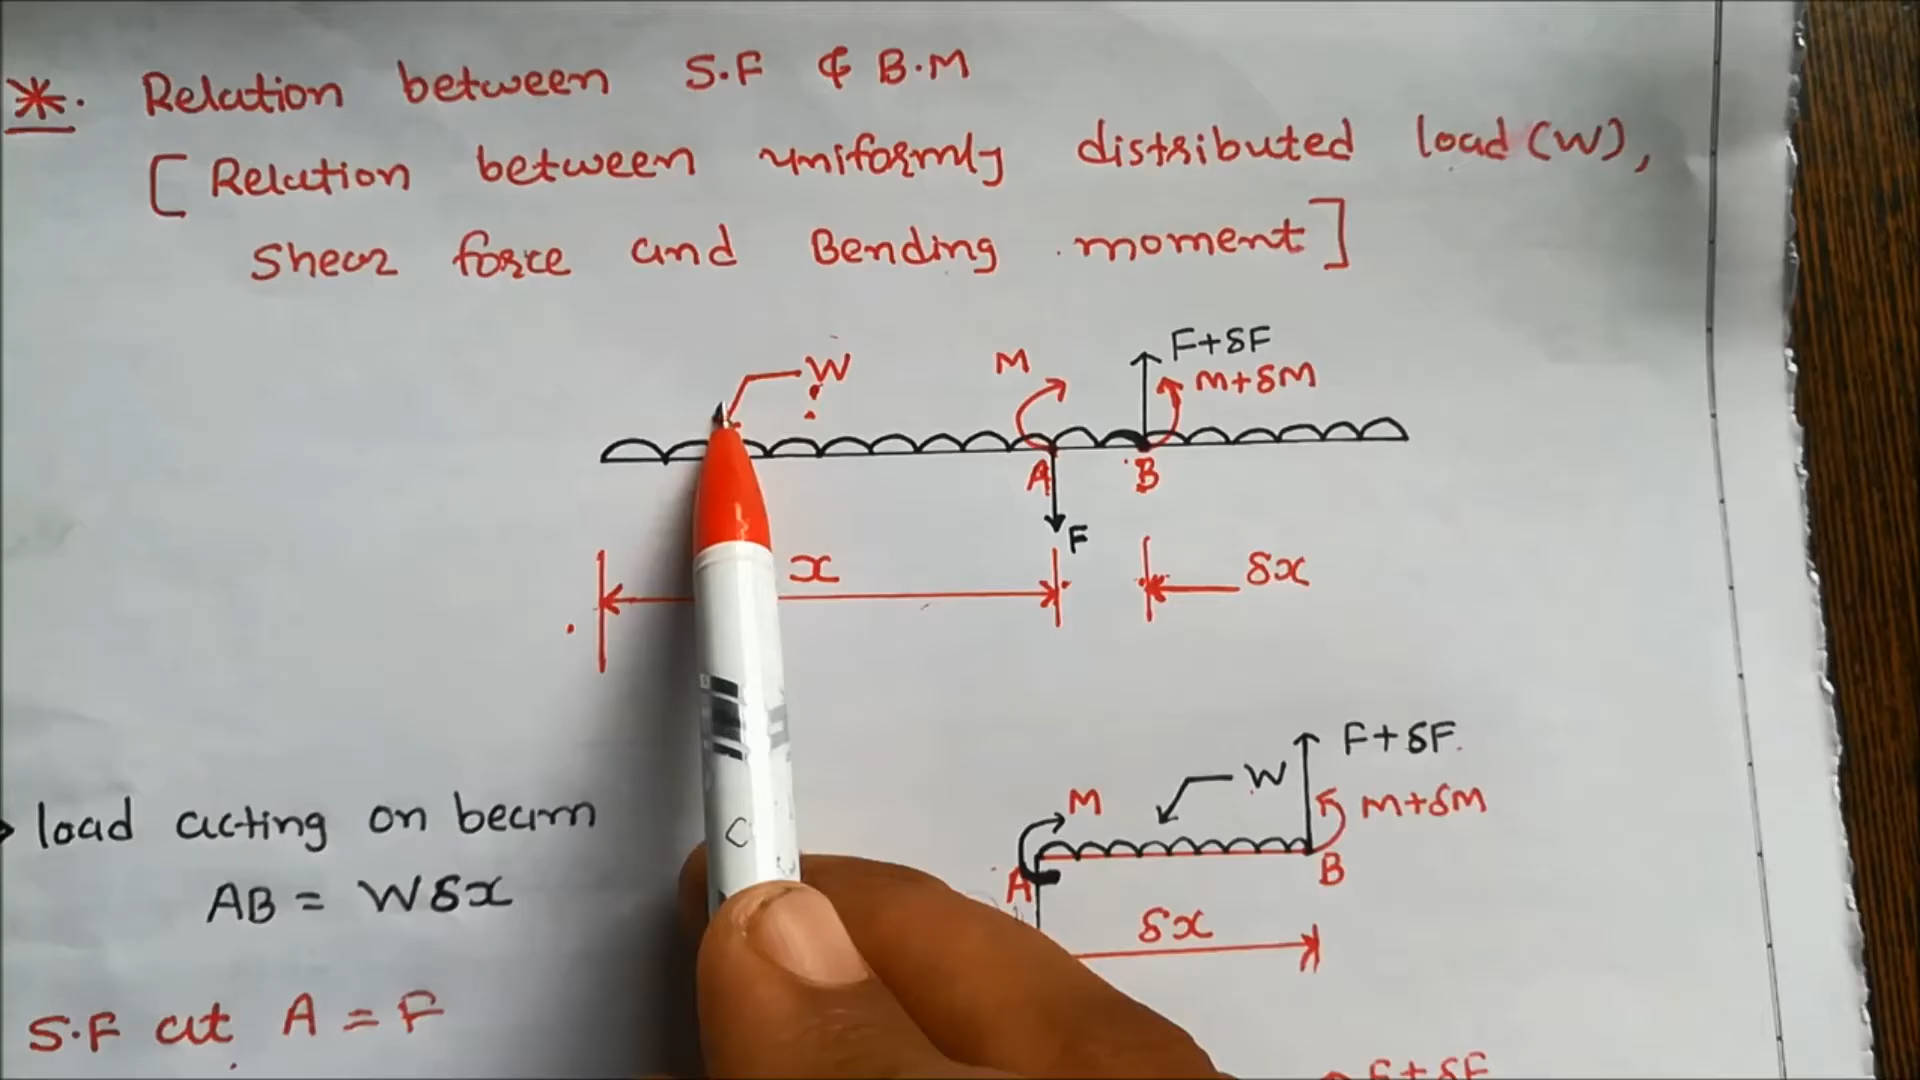 *. Relation between S.F & B.M
[Relation between uniformly distributed load (W),
Shear force and Bending moment]
W
M
F+δF
M+δM
A
B
F
x
δx
F+δF.
W
M
M+δM
A
B
δx
load acting on beam
AB = Wδx
S.F at A = F
F+δF